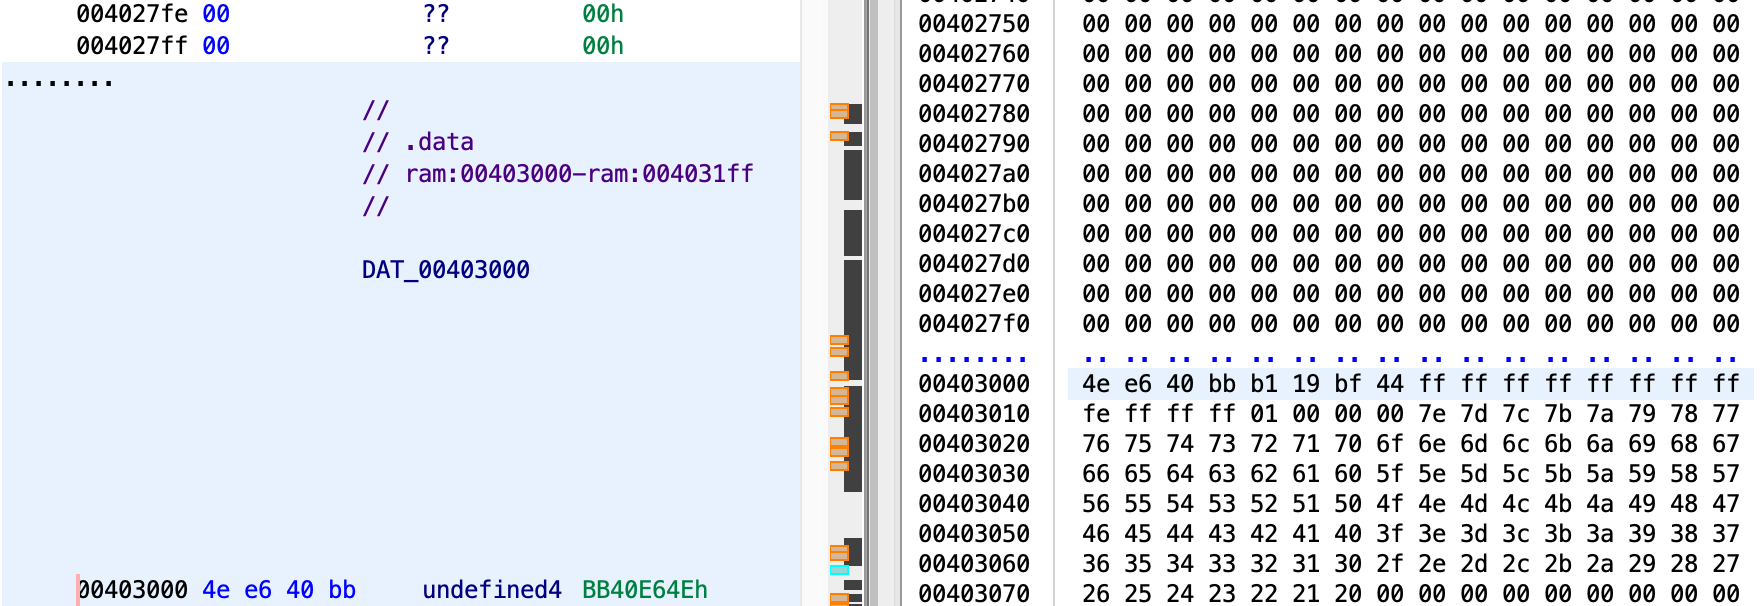 004027fe 00 ?? 00h
004027ff 00 ?? 00h
........
//
// .data
// ram:00403000-ram:004031ff
//
DAT_00403000
00403000 4e e6 40 bb undefined4 BB40E64Eh
00402750 00 00 00 00 00 00 00 00 00 00 00 00 00 00 00 00
00402760 00 00 00 00 00 00 00 00 00 00 00 00 00 00 00 00
00402770 00 00 00 00 00 00 00 00 00 00 00 00 00 00 00 00
00402780 00 00 00 00 00 00 00 00 00 00 00 00 00 00 00 00
00402790 00 00 00 00 00 00 00 00 00 00 00 00 00 00 00 00
004027a0 00 00 00 00 00 00 00 00 00 00 00 00 00 00 00 00
004027b0 00 00 00 00 00 00 00 00 00 00 00 00 00 00 00 00
004027c0 00 00 00 00 00 00 00 00 00 00 00 00 00 00 00 00
004027d0 00 00 00 00 00 00 00 00 00 00 00 00 00 00 00 00
004027e0 00 00 00 00 00 00 00 00 00 00 00 00 00 00 00 00
004027f0 00 00 00 00 00 00 00 00 00 00 00 00 00 00 00 00
........ .. .. .. .. .. .. .. .. .. .. .. .. .. .. .. ..
00403000 4e e6 40 bb b1 19 bf 44 ff ff ff ff ff ff ff ff
00403010 fe ff ff ff 01 00 00 00 7e 7d 7c 7b 7a 79 78 77
00403020 76 75 74 73 72 71 70 6f 6e 6d 6c 6b 6a 69 68 67
00403030 66 65 64 63 62 61 60 5f 5e 5d 5c 5b 5a 59 58 57
00403040 56 55 54 53 52 51 50 4f 4e 4d 4c 4b 4a 49 48 47
00403050 46 45 44 43 42 41 40 3f 3e 3d 3c 3b 3a 39 38 37
00403060 36 35 34 33 32 31 30 2f 2e 2d 2c 2b 2a 29 28 27
00403070 26 25 24 23 22 21 20 00 00 00 00 00 00 00 00 00